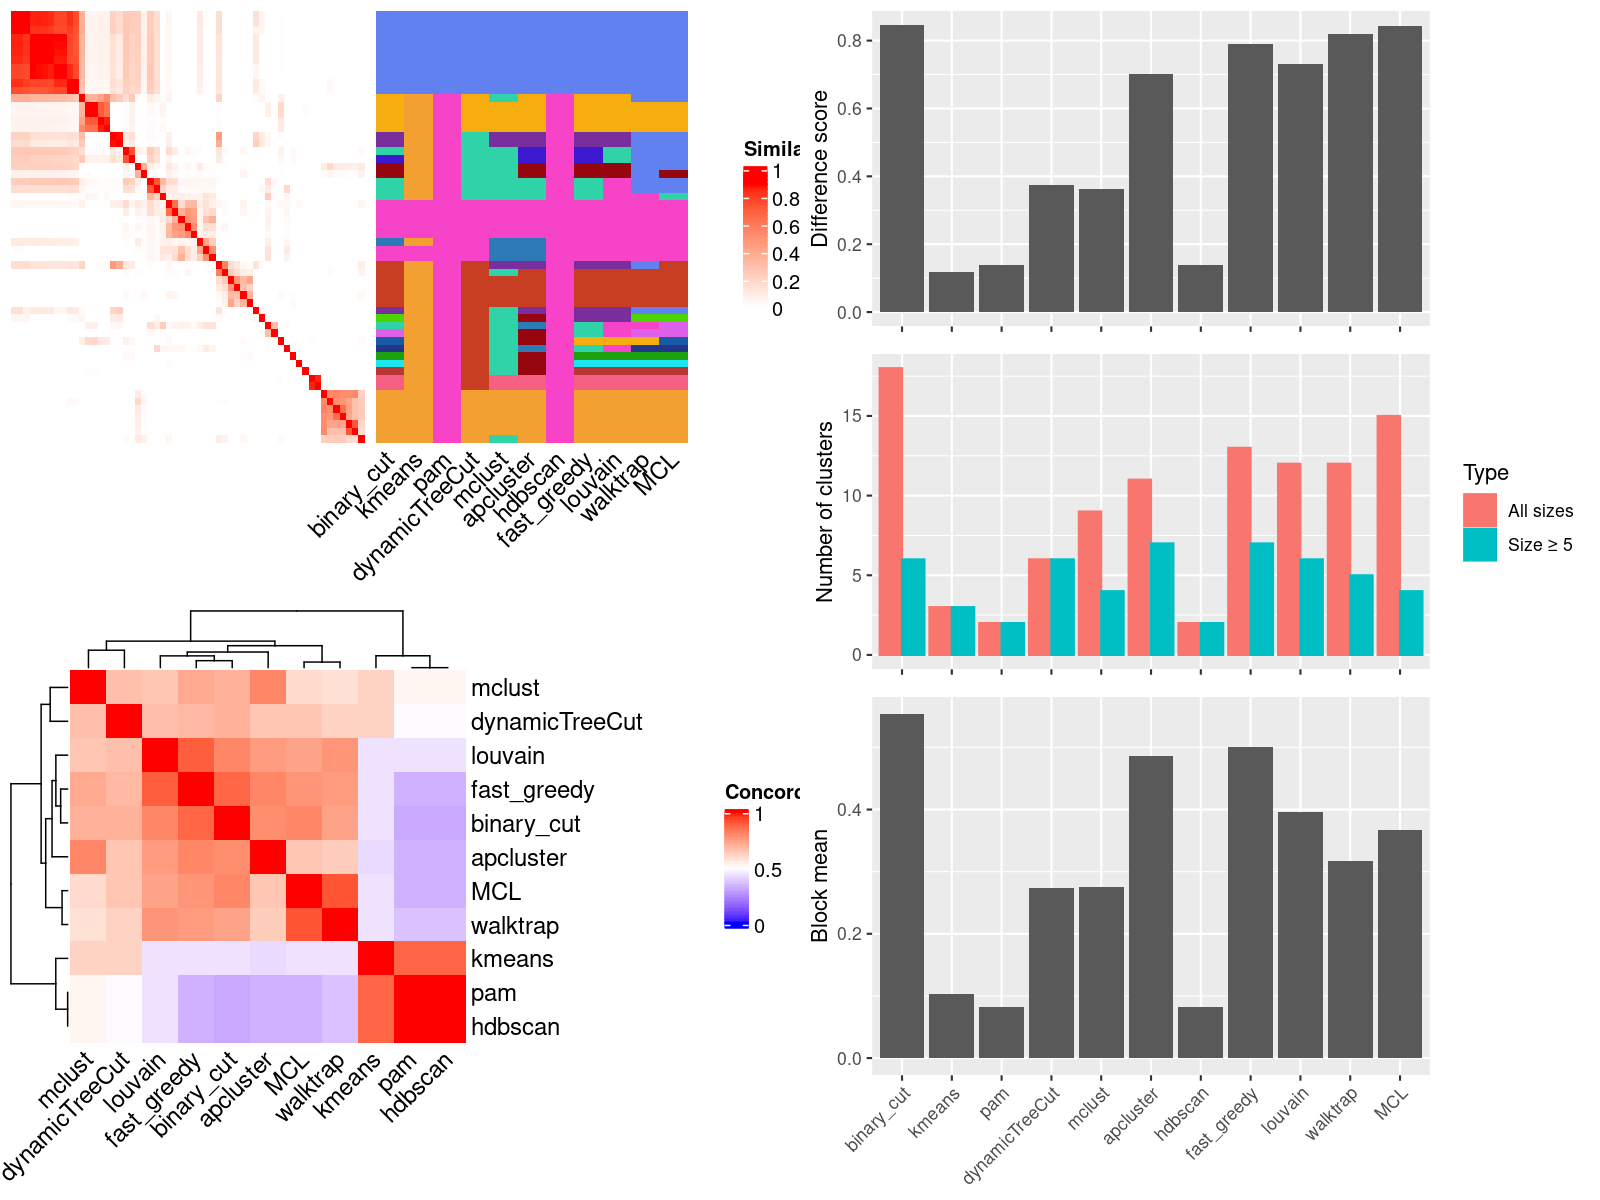 Simila
1
0.8
0.6
0.4
0.2
0
binary_cut
kmeans
pam
dynamicTreeCut
mclust
apcluster
hdbscan
fast_greedy
louvain
walktrap
MCL
mclust
dynamicTreeCut
louvain
fast_greedy
binary_cut
apcluster
MCL
walktrap
kmeans
pam
hdbscan
mclust
dynamicTreeCut
louvain
fast_greedy
binary_cut
apcluster
MCL
walktrap
kmeans
pam
hdbscan
Concord
1
0.5
0
Difference score
0.8
0.6
0.4
0.2
0.0
Number of clusters
15
10
5
0
Type
All sizes
Size ≥ 5
Block mean
0.4
0.2
0.0
binary_cut
kmeans
pam
dynamicTreeCut
mclust
apcluster
hdbscan
fast_greedy
louvain
walktrap
MCL